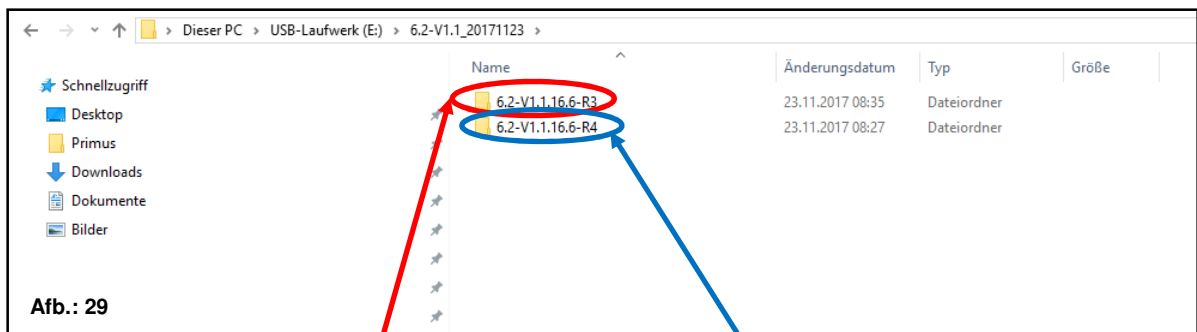 Dieser PC > USB-Laufwerk (E:) > 6.2-V1.1_20171123 >
Name Änderungsdatum Typ Größe
Schnellzugriff
6.2-V1.1.16.6-R3 23.11.2017 08:35 Dateiordner
Desktop
6.2-V1.1.16.6-R4 23.11.2017 08:27 Dateiordner
Primus
Downloads
Dokumente
Bilder
Afb.: 29